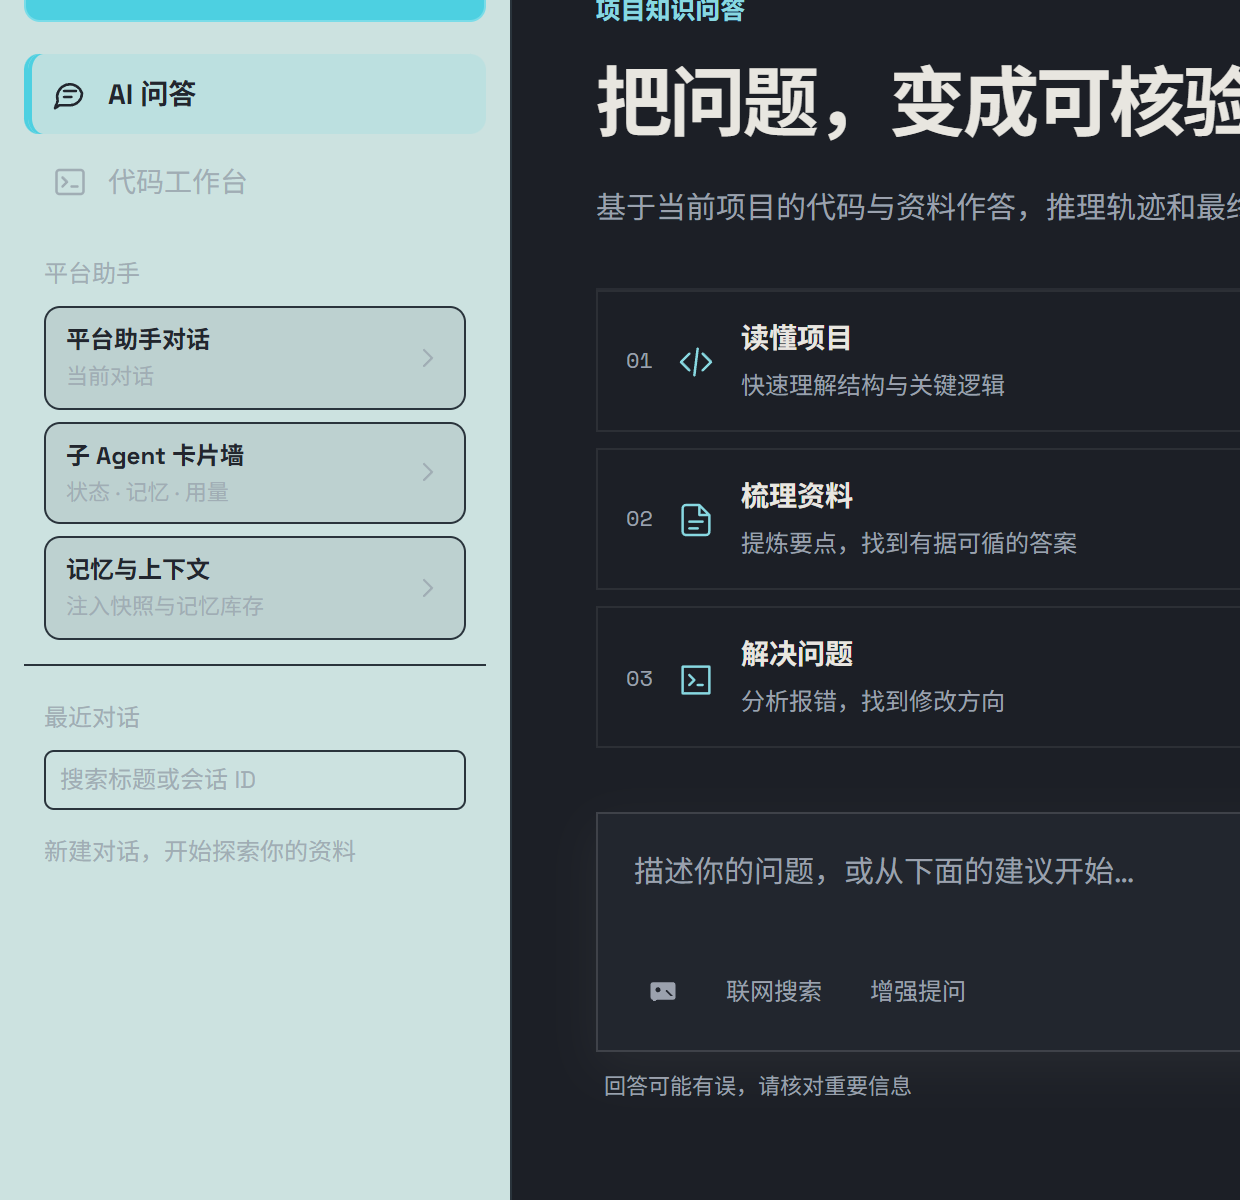 AI 问答
代码工作台
平台助手
平台助手对话
当前对话
子 Agent 卡片墙
状态 · 记忆 · 用量
记忆与上下文
注入快照与记忆库存
最近对话
搜索标题或会话 ID
新建对话，开始探索你的资料
项目知识问答
把问题，变成可核验
基于当前项目的代码与资料作答，推理轨迹和最终
01
读懂项目
快速理解结构与关键逻辑
02
梳理资料
提炼要点，找到有据可循的答案
03
解决问题
分析报错，找到修改方向
描述你的问题，或从下面的建议开始...
联网搜索
增强提问
回答可能有误，请核对重要信息